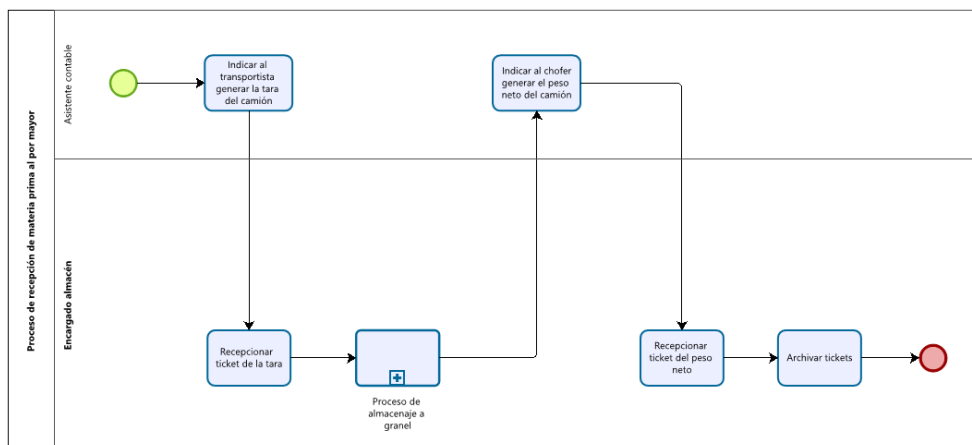 Proceso de recepción de materia prima al por mayor
Asistente contable
Indicar al
transportista
generar la tara
del camión
Indicar al chofer
generar el peso
neto del camión
Encargado almacén
Recepcionar
ticket de la tara
Proceso de
almacenaje a
granel
Recepcionar
ticket del peso
neto
Archivar tickets